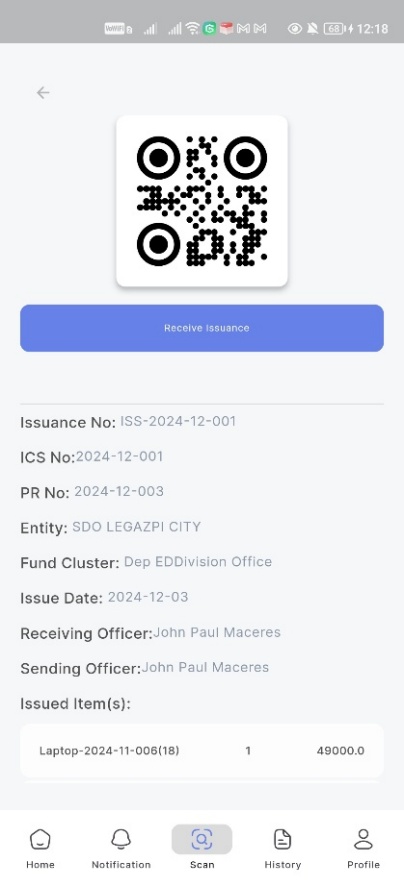 68
12:18
Receive Issuance
Issuance No: ISS-2024-12-001
ICS No:2024-12-001
PR No: 2024-12-003
Entity: SDO LEGAZPI CITY
Fund Cluster: Dep EDDivision Office
Issue Date: 2024-12-03
Receiving Officer:John Paul Maceres
Sending Officer:John Paul Maceres
Issued Item(s):
Laptop-2024-11-006(18) 1 49000.0
Home Notification Scan History Profile